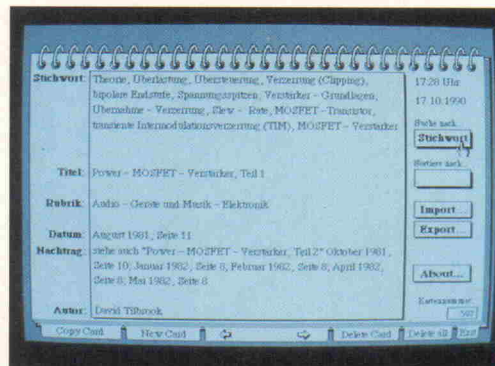 Stichwort: Theorie, Überlastung, Übersteuerung, Verzerrung (Clipping),
bipolare Endstufe, Spannungsspitzen, Verstärker - Grundlagen,
Übernahme - Verzerrung, Slew - Rate, MOSFET - Transistor,
transiente Intermodulationsverzerrung (TIM), MOSFET - Verstärker
Titel: Power - MOSFET - Verstärker, Teil 1
Rubrik: Audio - Geräte und Musik - Elektronik
Datum: August 1981, Seite 11
Nachtrag: siehe auch "Power - MOSFET - Verstärker, Teil 2" Oktober 1981,
Seite 10; Januar 1982, Seite 6, Februar 1982, Seite 8, April 1982,
Seite 8, Mai 1982, Seite 8
Autor: David Tilbrook
17:28 Uhr
17.10.1990
Suche nach...
Stichwort
Sortiere nach...
Import...
Export...
About...
Kartennummer:
Copy Card
New Card
Delete Card
Delete All
Exit